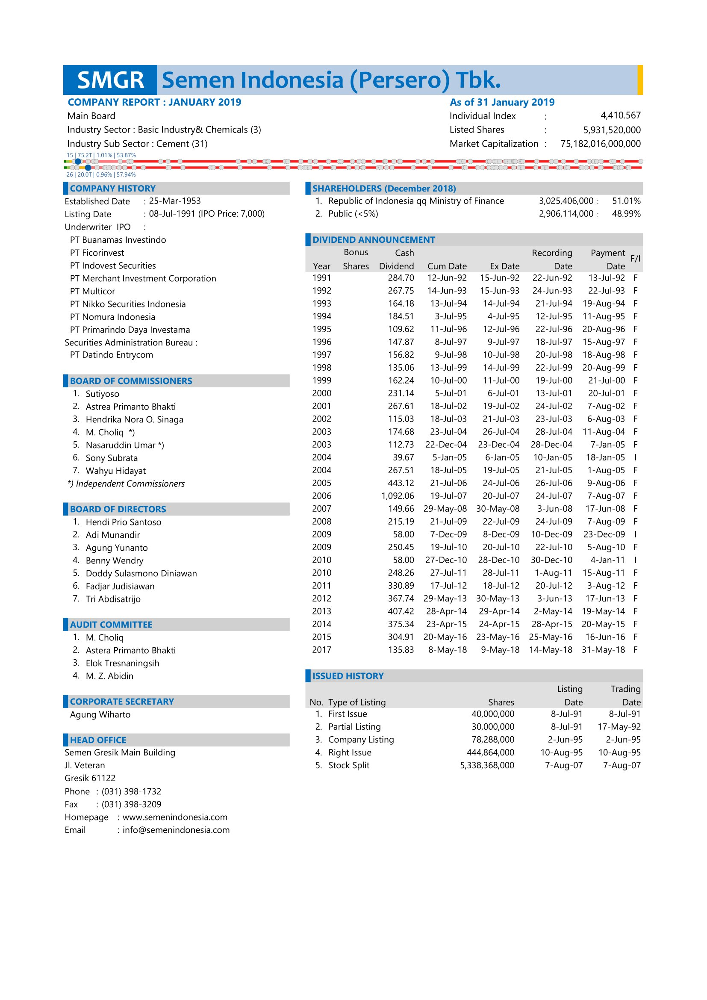 SMGR Semen Indonesia (Persero) Tbk.
COMPANY REPORT : JANUARY 2019
Main Board
Industry Sector : Basic Industry& Chemicals (3)
Industry Sub Sector : Cement (31)
As of 31 January 2019
Individual Index : 4,410.567
Listed Shares : 5,931,520,000
Market Capitalization : 75,182,016,000,000
15 | 75.2T | 1.01% | 53.87%
26 | 20.0T | 0.96% | 57.94%
COMPANY HISTORY
Established Date : 25-Mar-1953
Listing Date : 08-Jul-1991 (IPO Price: 7,000)
Underwriter IPO :
PT Buanamas Investindo
PT Ficorinvest
PT Indovest Securities
PT Merchant Investment Corporation
PT Multicor
PT Nikko Securities Indonesia
PT Nomura Indonesia
PT Primarindo Daya Investama
Securities Administration Bureau :
PT Datindo Entrycom
BOARD OF COMMISSIONERS
1. Sutiyoso
2. Astrea Primanto Bhakti
3. Hendrika Nora O. Sinaga
4. M. Choliq *)
5. Nasaruddin Umar *)
6. Sony Subrata
7. Wahyu Hidayat
*) Independent Commissioners
BOARD OF DIRECTORS
1. Hendi Prio Santoso
2. Adi Munandir
3. Agung Yunanto
4. Benny Wendry
5. Doddy Sulasmono Diniawan
6. Fadjar Judisiawan
7. Tri Abdisatrijo
AUDIT COMMITTEE
1. M. Choliq
2. Astera Primanto Bhakti
3. Elok Tresnaningsih
4. M. Z. Abidin
CORPORATE SECRETARY
Agung Wiharto
HEAD OFFICE
Semen Gresik Main Building
Jl. Veteran
Gresik 61122
Phone : (031) 398-1732
Fax : (031) 398-3209
Homepage : www.semenindonesia.com
Email : info@semenindonesia.com
SHAREHOLDERS (December 2018)
1. Republic of Indonesia qq Ministry of Finance 3,025,406,000 : 51.01%
2. Public (<5%) 2,906,114,000 : 48.99%
DIVIDEND ANNOUNCEMENT
Bonus Cash Recording Payment F/I
Year Shares Dividend Cum Date Ex Date Date Date
1991 284.70 12-Jun-92 15-Jun-92 22-Jun-92 13-Jul-92 F
1992 267.75 14-Jun-93 15-Jun-93 24-Jun-93 22-Jul-93 F
1993 164.18 13-Jul-94 14-Jul-94 21-Jul-94 19-Aug-94 F
1994 184.51 3-Jul-95 4-Jul-95 12-Jul-95 11-Aug-95 F
1995 109.62 11-Jul-96 12-Jul-96 22-Jul-96 20-Aug-96 F
1996 147.87 8-Jul-97 9-Jul-97 18-Jul-97 15-Aug-97 F
1997 156.82 9-Jul-98 10-Jul-98 20-Jul-98 18-Aug-98 F
1998 135.06 13-Jul-99 14-Jul-99 22-Jul-99 20-Aug-99 F
1999 162.24 10-Jul-00 11-Jul-00 19-Jul-00 21-Jul-00 F
2000 231.14 5-Jul-01 6-Jul-01 13-Jul-01 20-Jul-01 F
2001 267.61 18-Jul-02 19-Jul-02 24-Jul-02 7-Aug-02 F
2002 115.03 18-Jul-03 21-Jul-03 23-Jul-03 6-Aug-03 F
2003 174.68 23-Jul-04 26-Jul-04 28-Jul-04 11-Aug-04 F
2003 112.73 22-Dec-04 23-Dec-04 28-Dec-04 7-Jan-05 F
2004 39.67 5-Jan-05 6-Jan-05 10-Jan-05 18-Jan-05 I
2004 267.51 18-Jul-05 19-Jul-05 21-Jul-05 1-Aug-05 F
2005 443.12 21-Jul-06 24-Jul-06 26-Jul-06 9-Aug-06 F
2006 1,092.06 19-Jul-07 20-Jul-07 24-Jul-07 7-Aug-07 F
2007 149.66 29-May-08 30-May-08 3-Jun-08 17-Jun-08 F
2008 215.19 21-Jul-09 22-Jul-09 24-Jul-09 7-Aug-09 F
2009 58.00 7-Dec-09 8-Dec-09 10-Dec-09 23-Dec-09 I
2009 250.45 19-Jul-10 20-Jul-10 22-Jul-10 5-Aug-10 F
2010 58.00 27-Dec-10 28-Dec-10 30-Dec-10 4-Jan-11 I
2010 248.26 27-Jul-11 28-Jul-11 1-Aug-11 15-Aug-11 F
2011 330.89 17-Jul-12 18-Jul-12 20-Jul-12 3-Aug-12 F
2012 367.74 29-May-13 30-May-13 3-Jun-13 17-Jun-13 F
2013 407.42 28-Apr-14 29-Apr-14 2-May-14 19-May-14 F
2014 375.34 23-Apr-15 24-Apr-15 28-Apr-15 20-May-15 F
2015 304.91 20-May-16 23-May-16 25-May-16 16-Jun-16 F
2017 135.83 8-May-18 9-May-18 14-May-18 31-May-18 F
ISSUED HISTORY
Listing Trading
No. Type of Listing Shares Date Date
1. First Issue 40,000,000 8-Jul-91 8-Jul-91
2. Partial Listing 30,000,000 8-Jul-91 17-May-92
3. Company Listing 78,288,000 2-Jun-95 2-Jun-95
4. Right Issue 444,864,000 10-Aug-95 10-Aug-95
5. Stock Split 5,338,368,000 7-Aug-07 7-Aug-07